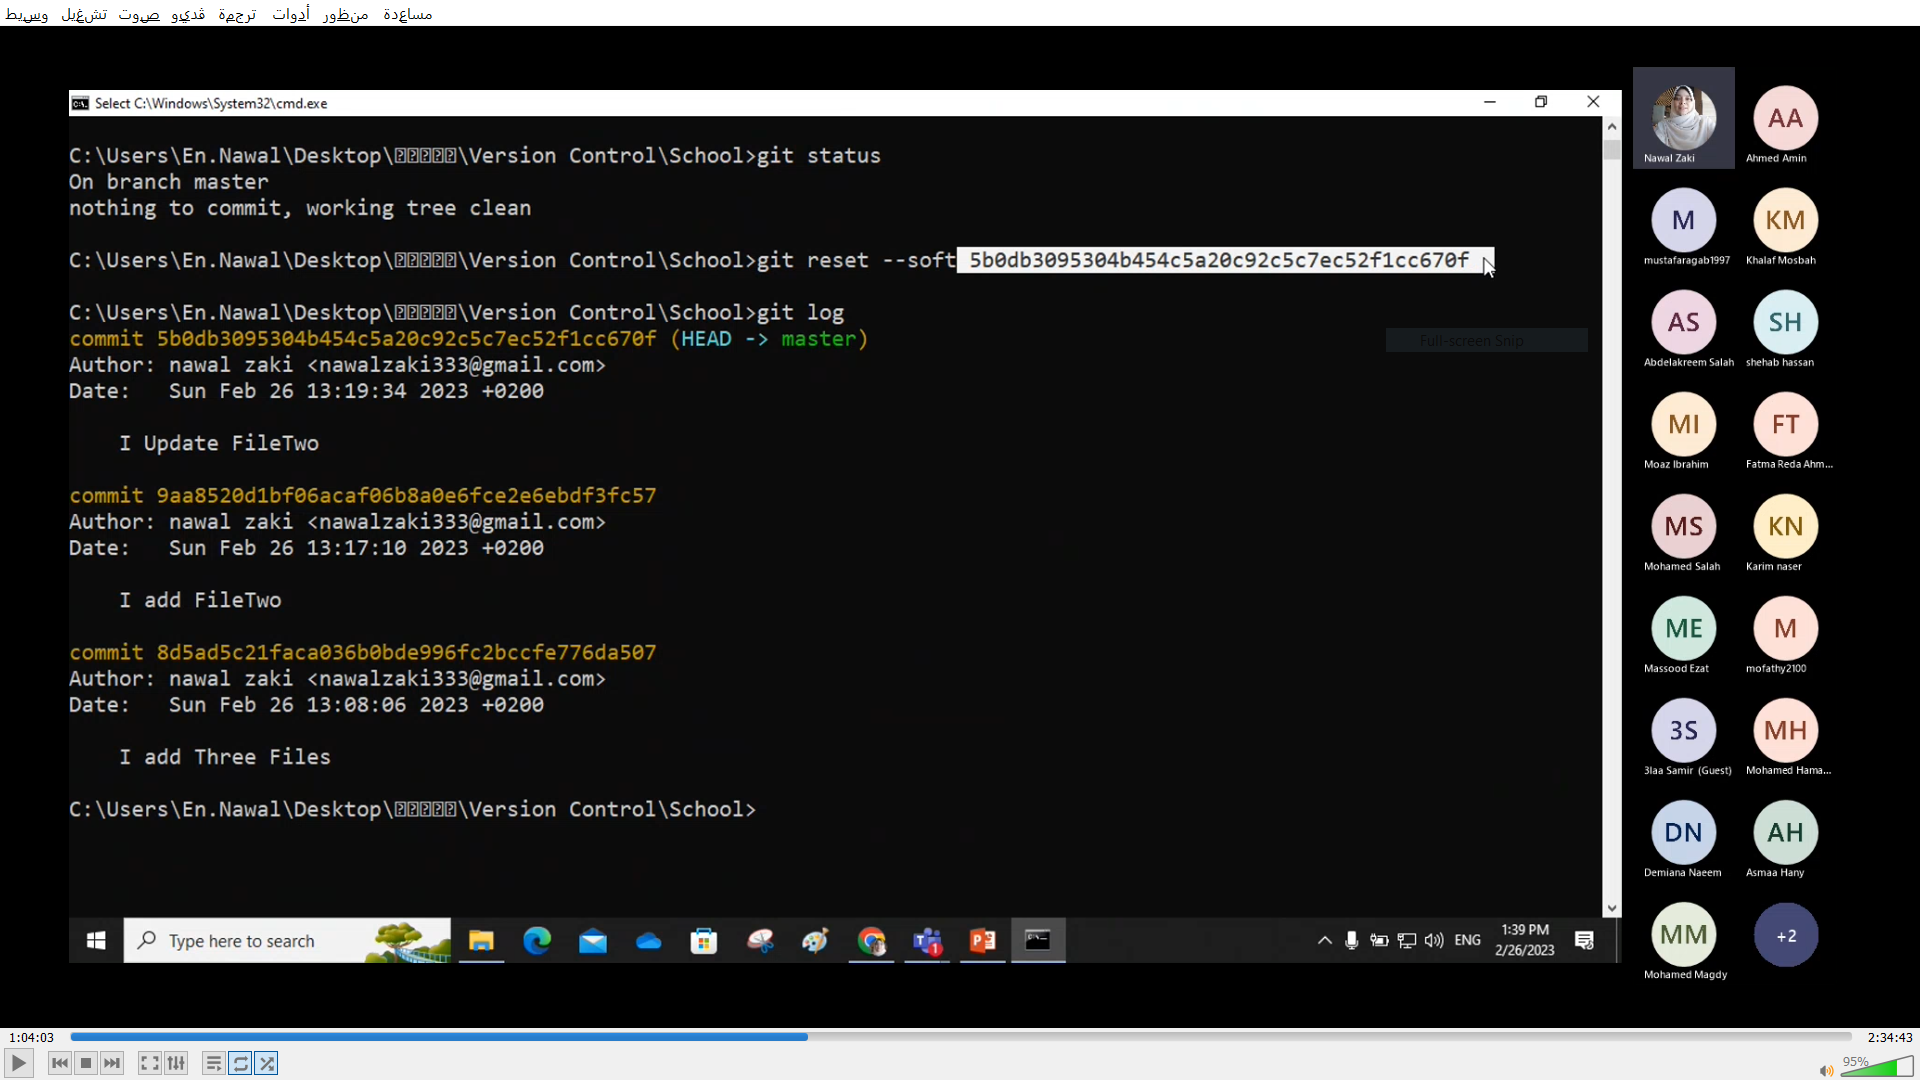 وسيط تشغيل صوت ڤديو ترجمة أدوات منظور مساعدة
Select C:\Windows\System32\cmd.exe
C:\Users\En.Nawal\Desktop\⍰⍰⍰⍰⍰\Version Control\School>git status
On branch master
nothing to commit, working tree clean
C:\Users\En.Nawal\Desktop\⍰⍰⍰⍰⍰\Version Control\School>git reset --soft 5b0db3095304b454c5a20c92c5c7ec52f1cc670f
C:\Users\En.Nawal\Desktop\⍰⍰⍰⍰⍰\Version Control\School>git log
commit 5b0db3095304b454c5a20c92c5c7ec52f1cc670f (HEAD -> master)
Author: nawal zaki <nawalzaki333@gmail.com>
Date:   Sun Feb 26 13:19:34 2023 +0200
I Update FileTwo
commit 9aa8520d1bf06acaf06b8a0e6fce2e6ebdf3fc57
Author: nawal zaki <nawalzaki333@gmail.com>
Date:   Sun Feb 26 13:17:10 2023 +0200
I add FileTwo
commit 8d5ad5c21faca036b0bde996fc2bccfe776da507
Author: nawal zaki <nawalzaki333@gmail.com>
Date:   Sun Feb 26 13:08:06 2023 +0200
I add Three Files
C:\Users\En.Nawal\Desktop\⍰⍰⍰⍰⍰\Version Control\School>
Full-screen Snip
Type here to search
1
ENG
1:39 PM
2/26/2023
Nawal Zaki
AA
Ahmed Amin
M
mustafaragab1997
KM
Khalaf Mosbah
AS
Abdelakreem Salah
SH
shehab hassan
MI
Moaz Ibrahim
FT
Fatma Reda Ahm...
MS
Mohamed Salah
KN
Karim naser
ME
Massood Ezat
M
mofathy2100
3S
3laa Samir (Guest)
MH
Mohamed Hama...
DN
Demiana Naeem
AH
Asmaa Hany
MM
Mohamed Magdy
+2
1:04:03
2:34:43
95%